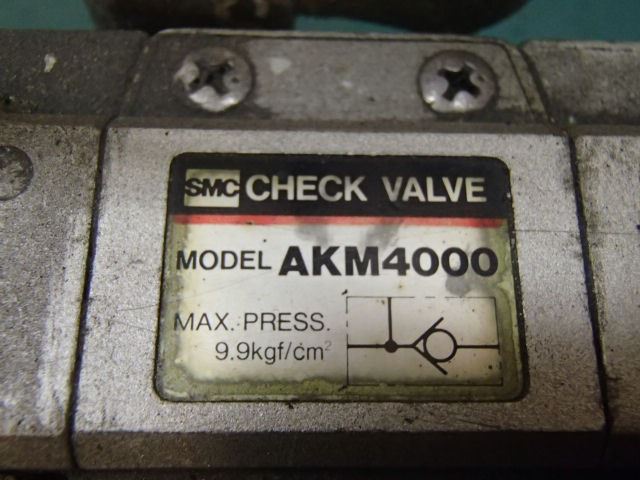 SMC CHECK VALVE
MODEL AKM4000
MAX. PRESS.
9.9kgf/cm²